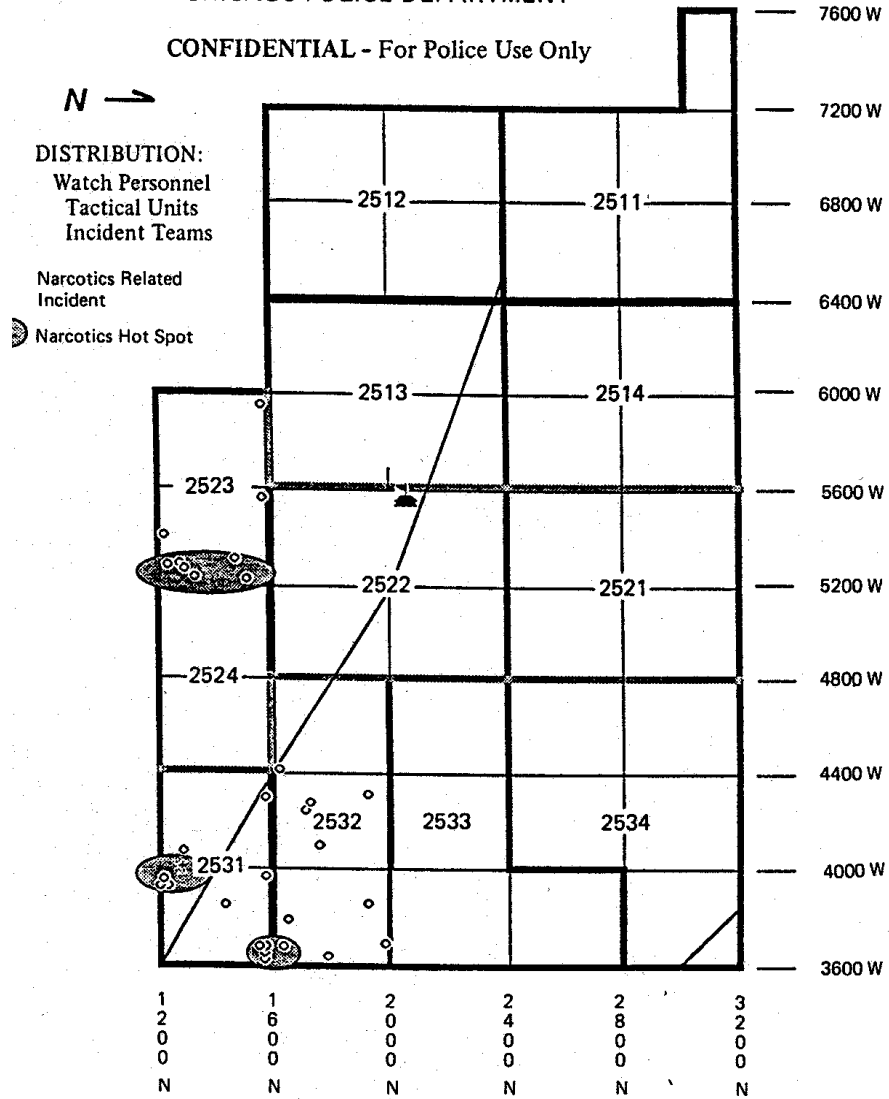 CONFIDENTIAL - For Police Use Only
N
DISTRIBUTION:
Watch Personnel
Tactical Units
Incident Teams
Narcotics Related
Incident
Narcotics Hot Spot
7600 W
7200 W
2512
2511
6800 W
6400 W
2513
2514
6000 W
2523
5600 W
2522
2521
5200 W
2524
4800 W
4400 W
2532
2533
2534
2531
4000 W
3600 W
1200 N
1600 N
2000 N
2400 N
2800 N
3200 N